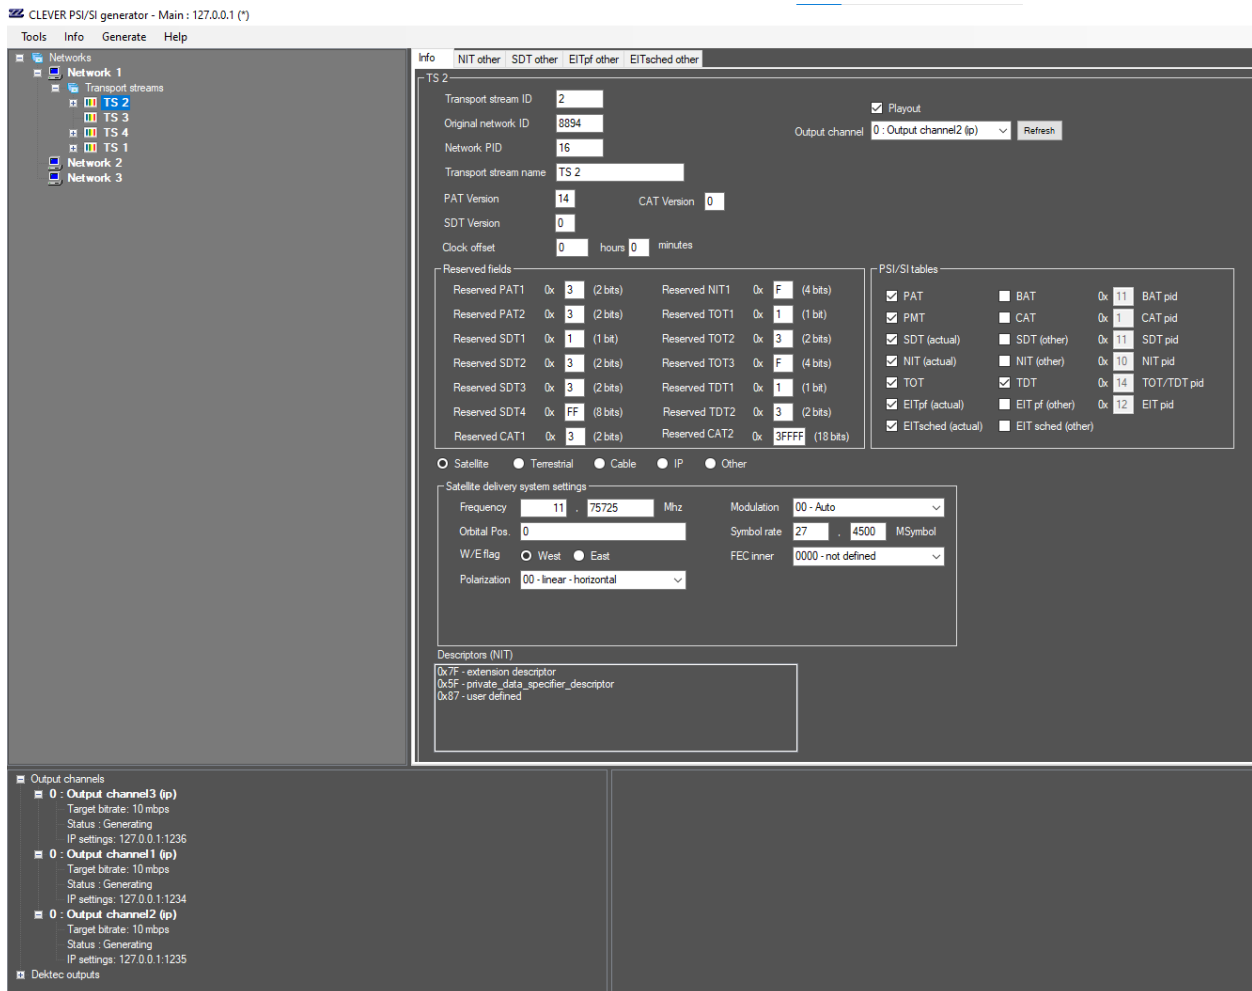 CLEVER PSI/SI generator - Main : 127.0.0.1 (*)
Tools Info Generate Help
Networks
Network 1
Transport streams
TS 2
TS 3
TS 4
TS 1
Network 2
Network 3
Info NIT other SDT other EITpf other EITsched other
TS 2
Transport stream ID 2
Original network ID 8894
Network PID 16
Transport stream name TS 2
PAT Version 14 CAT Version 0
SDT Version 0
Clock offset 0 hours 0 minutes
Playout
Output channel 0 : Output channel2 (ip) Refresh
Reserved fields
Reserved PAT1 0x 3 (2 bits) Reserved NIT1 0x F (4 bits)
Reserved PAT2 0x 3 (2 bits) Reserved TOT1 0x 1 (1 bit)
Reserved SDT1 0x 1 (1 bit) Reserved TOT2 0x 3 (2 bits)
Reserved SDT2 0x 3 (2 bits) Reserved TOT3 0x F (4 bits)
Reserved SDT3 0x 3 (2 bits) Reserved TDT1 0x 1 (1 bit)
Reserved SDT4 0x FF (8 bits) Reserved TDT2 0x 3 (2 bits)
Reserved CAT1 0x 3 (2 bits) Reserved CAT2 0x 3FFFF (18 bits)
PSI/SI tables
PAT BAT 0x 11 BAT pid
PMT CAT 0x 1 CAT pid
SDT (actual) SDT (other) 0x 11 SDT pid
NIT (actual) NIT (other) 0x 10 NIT pid
TOT TDT 0x 14 TOT/TDT pid
EITpf (actual) EIT pf (other) 0x 12 EIT pid
EITsched (actual) EIT sched (other)
Satellite Terrestrial Cable IP Other
Satellite delivery system settings
Frequency 11 . 75725 Mhz Modulation 00 - Auto
Orbital Pos. 0 Symbol rate 27 . 4500 MSymbol
W/E flag West East FEC inner 0000 - not defined
Polarization 00 - linear - horizontal
Descriptors (NIT)
0x7F - extension descriptor
0x5F - private_data_specifier_descriptor
0x87 - user defined
Output channels
0 : Output channel3 (ip)
Target bitrate: 10 mbps
Status : Generating
IP settings: 127.0.0.1:1236
0 : Output channel1 (ip)
Target bitrate: 10 mbps
Status : Generating
IP settings: 127.0.0.1:1234
0 : Output channel2 (ip)
Target bitrate: 10 mbps
Status : Generating
IP settings: 127.0.0.1:1235
Dektec outputs